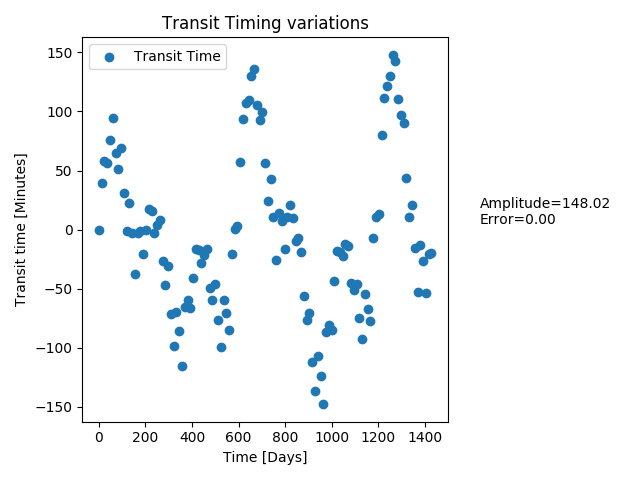 Transit Timing variations
Transit Time
150
100
50
0
−50
−100
−150
Transit time [Minutes]
0 200 400 600 800 1000 1200 1400
Time [Days]
Amplitude=148.02
Error=0.00